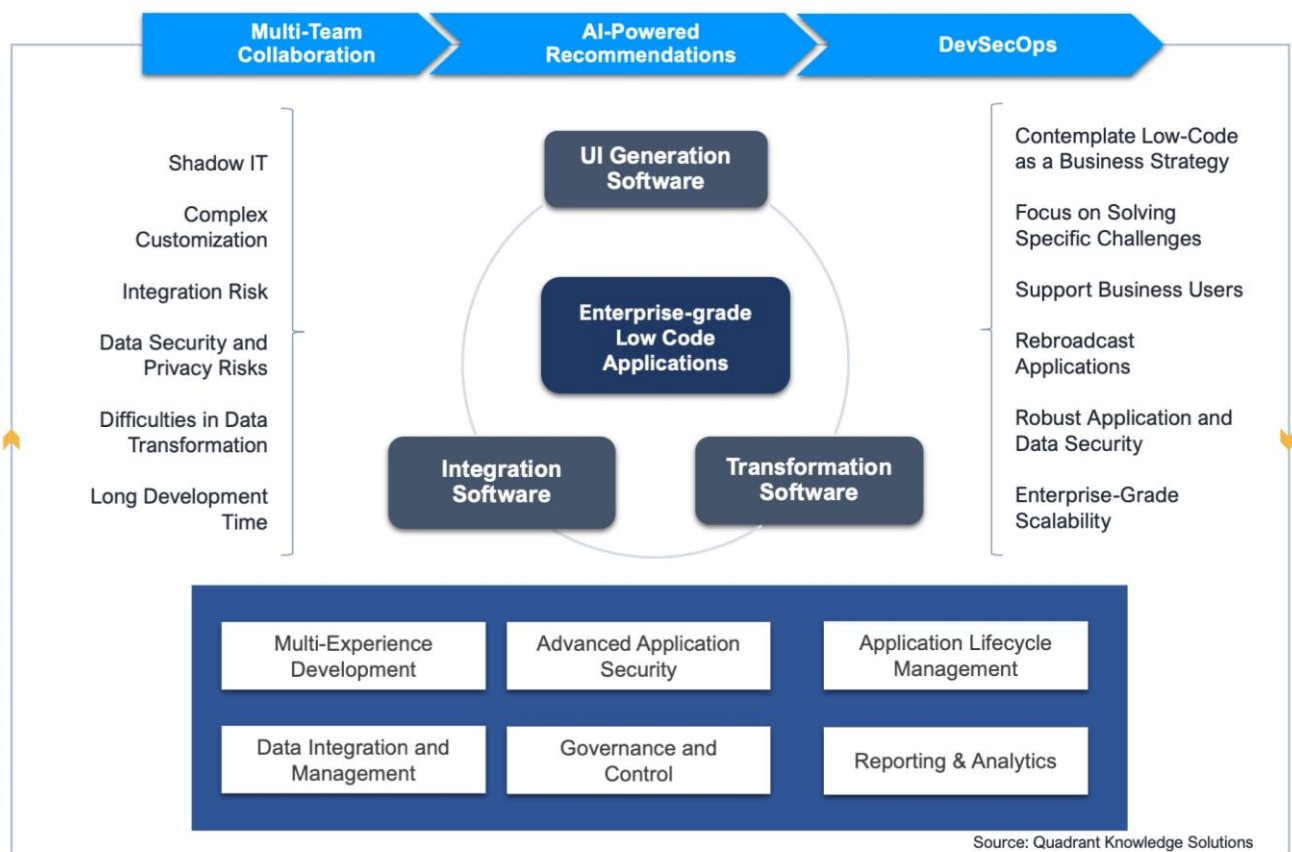 Multi-Team
Collaboration
AI-Powered
Recommendations
DevSecOps
Shadow IT
Complex
Customization
Integration Risk
Data Security and
Privacy Risks
Difficulties in Data
Transformation
Long Development
Time
UI Generation
Software
Enterprise-grade
Low Code
Applications
Integration
Software
Transformation
Software
Contemplate Low-Code
as a Business Strategy
Focus on Solving
Specific Challenges
Support Business Users
Rebroadcast
Applications
Robust Application and
Data Security
Enterprise-Grade
Scalability
Multi-Experience
Development
Advanced Application
Security
Application Lifecycle
Management
Data Integration and
Management
Governance and
Control
Reporting & Analytics
Source: Quadrant Knowledge Solutions